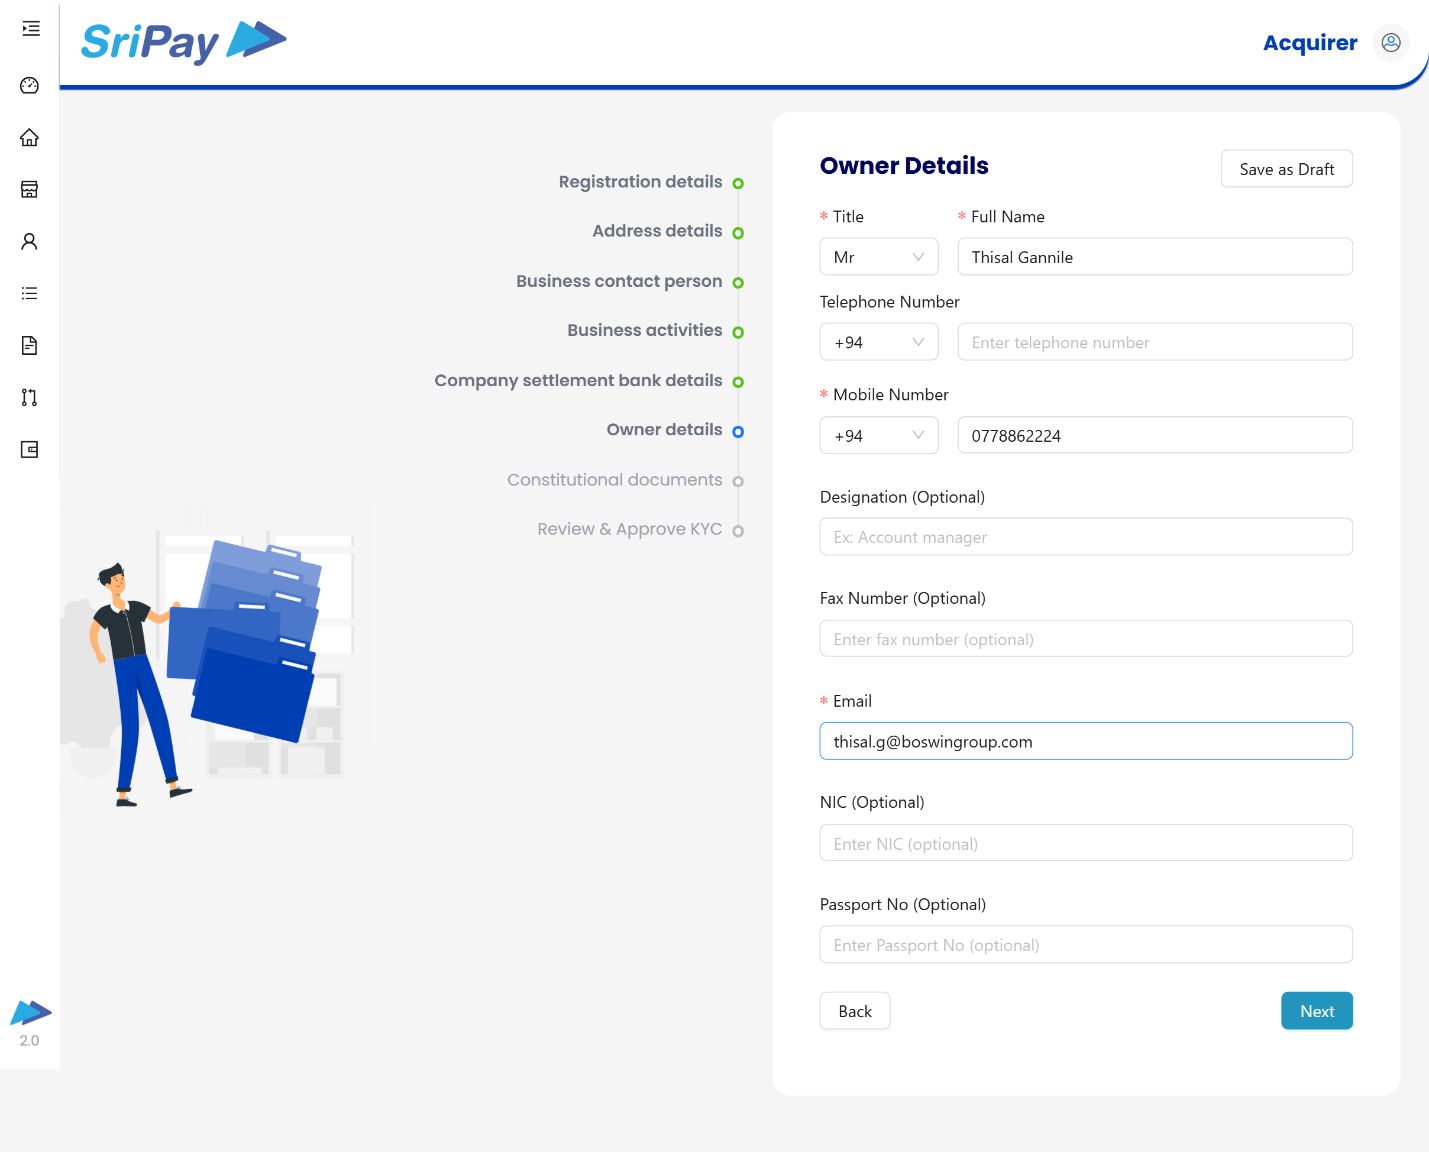 SriPay
Acquirer
Registration details
Address details
Business contact person
Business activities
Company settlement bank details
Owner details
Constitutional documents
Review & Approve KYC
Owner Details
Save as Draft
* Title
* Full Name
Mr
Thisal Gannile
Telephone Number
+94
Enter telephone number
* Mobile Number
+94
0778862224
Designation (Optional)
Ex: Account manager
Fax Number (Optional)
Enter fax number (optional)
* Email
thisal.g@boswingroup.com
NIC (Optional)
Enter NIC (optional)
Passport No (Optional)
Enter Passport No (optional)
Back
Next
2.0